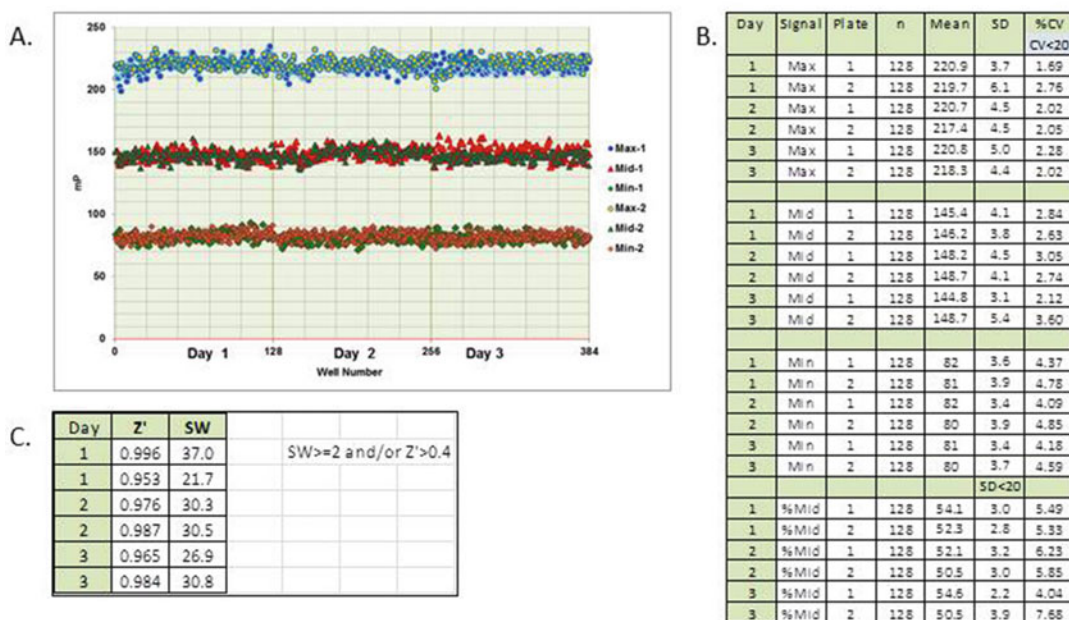 A.
250
200
150
100
50
0
mP
0 Day 1 128 Day 2 256 Day 3 384
Well Number
Max-1
Mid-1
Min-1
Max-2
Mid-2
Min-2
B.
Day Signal Plate n Mean SD %CV
CV<20
1 Max 1 128 220.9 3.7 1.69
1 Max 2 128 219.7 6.1 2.76
2 Max 1 128 220.7 4.5 2.02
2 Max 2 128 217.4 4.5 2.05
3 Max 1 128 220.8 5.0 2.28
3 Max 2 128 218.3 4.4 2.02
1 Mid 1 128 145.4 4.1 2.84
1 Mid 2 128 146.2 3.8 2.63
2 Mid 1 128 148.2 4.5 3.05
2 Mid 2 128 148.7 4.1 2.74
3 Mid 1 128 144.8 3.1 2.12
3 Mid 2 128 148.7 5.4 3.60
1 Min 1 128 82 3.6 4.37
1 Min 2 128 81 3.9 4.78
2 Min 1 128 82 3.4 4.09
2 Min 2 128 80 3.9 4.85
3 Min 1 128 81 3.4 4.18
3 Min 2 128 80 3.7 4.59
SD<20
1 %Mid 1 128 54.1 3.0 5.49
1 %Mid 2 128 52.3 2.8 5.33
2 %Mid 1 128 52.1 3.2 6.23
2 %Mid 2 128 50.5 3.0 5.85
3 %Mid 1 128 54.6 2.2 4.04
3 %Mid 2 128 50.5 3.9 7.68
C.
Day Z' SW
1 0.996 37.0 SW>=2 and/or Z'>0.4
1 0.953 21.7
2 0.976 30.3
2 0.987 30.5
3 0.965 26.9
3 0.984 30.8